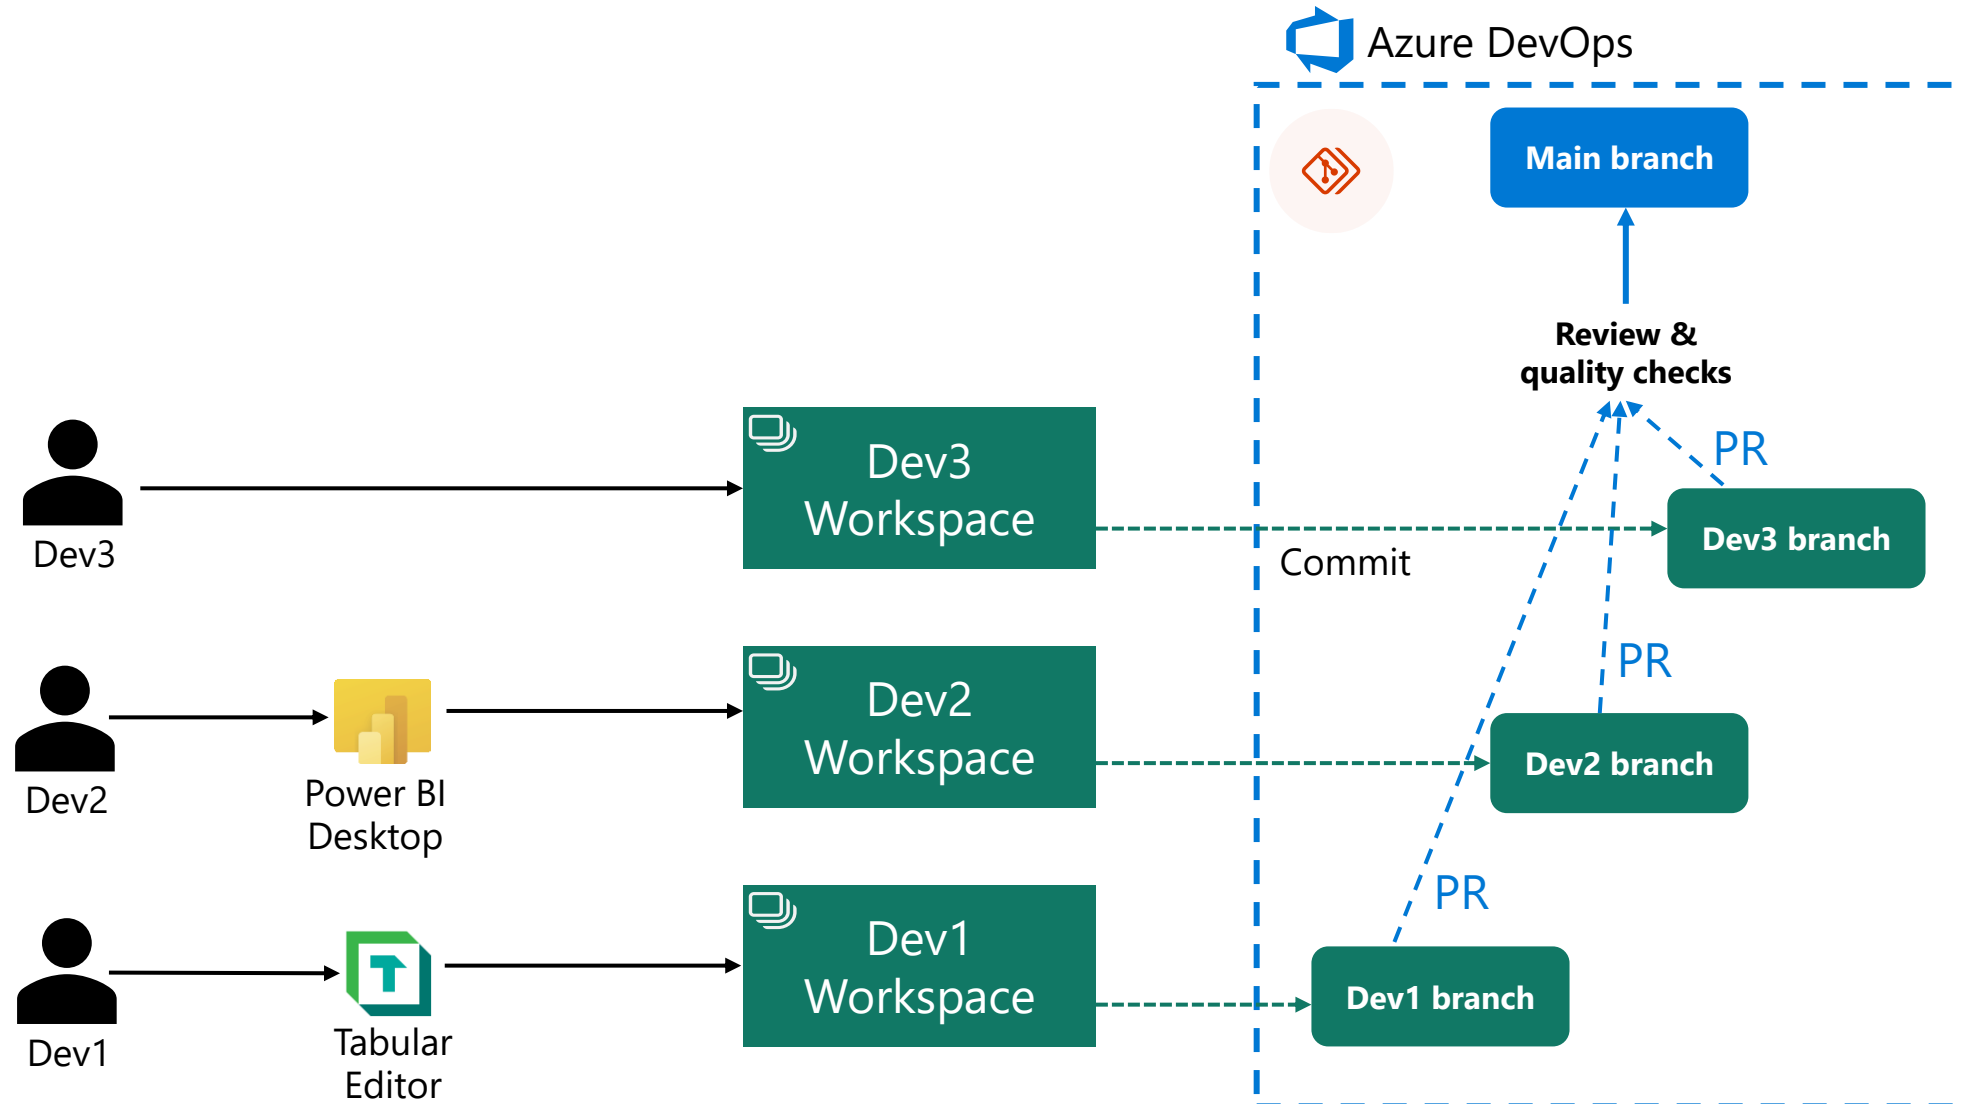 Azure DevOps
Main branch
Review &
quality checks
PR
Dev3
Workspace
Dev3 branch
Dev3
Commit
PR
Dev2
Workspace
Dev2 branch
Power BI
Desktop
Dev2
PR
Dev1
Workspace
Dev1 branch
Tabular
Editor
Dev1